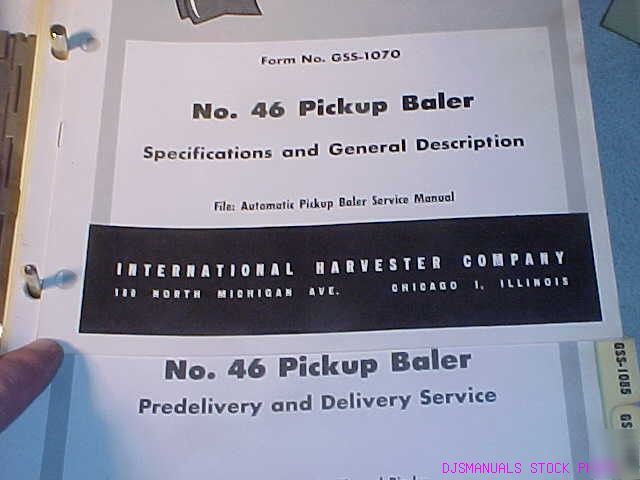 Form No. GSS-1070
No. 46 Pickup Baler
Specifications and General Description
File: Automatic Pickup Baler Service Manual
INTERNATIONAL HARVESTER COMPANY
180 NORTH MICHIGAN AVE. CHICAGO 1, ILLINOIS
No. 46 Pickup Baler
Predelivery and Delivery Service
GSS-1085
GS
DJSMANUALS STOCK